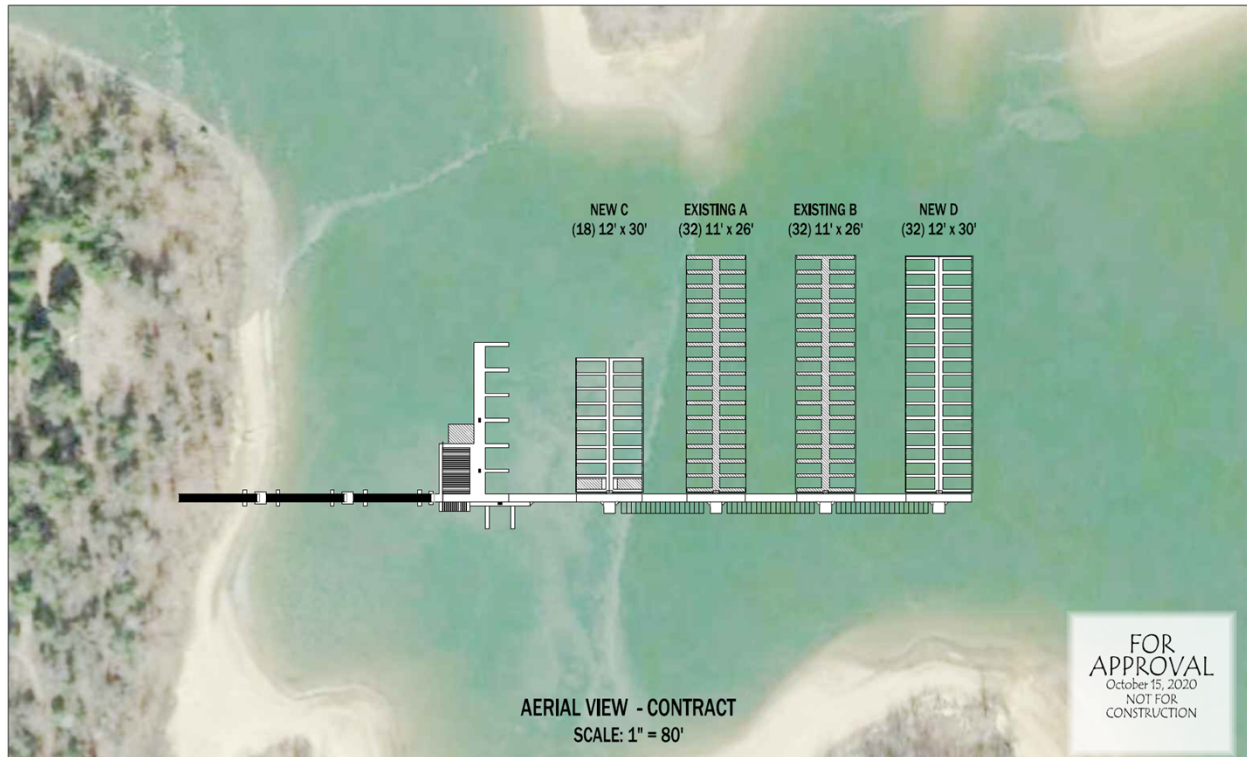 NEW C
(18) 12' x 30'
EXISTING A
(32) 11' x 26'
EXISTING B
(32) 11' x 26'
NEW D
(32) 12' x 30'
AERIAL VIEW - CONTRACT
SCALE: 1" = 80'
FOR
APPROVAL
October 15, 2020
NOT FOR
CONSTRUCTION